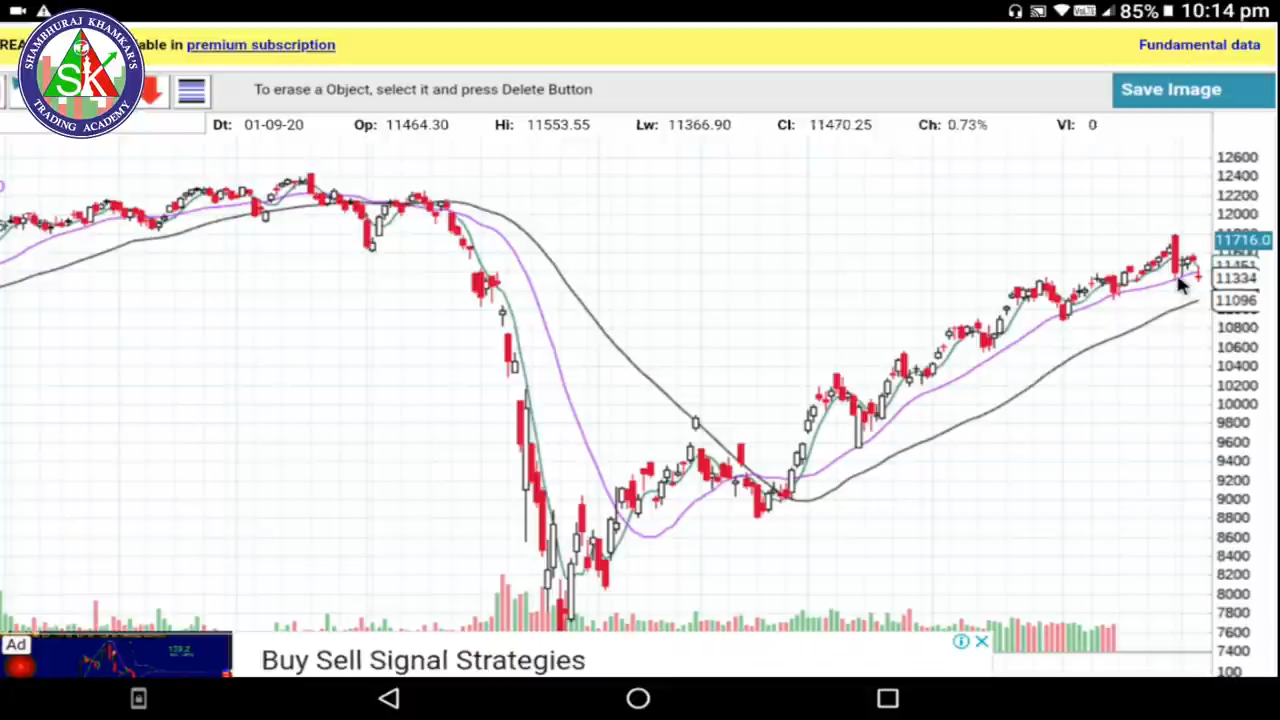 85% 10:14 pm
REA
able in premium subscription
Fundamental data
SHAMBHURAJ KHAMKAR'S
SK
TRADING ACADEMY
To erase a Object, select it and press Delete Button
Save Image
Dt: 01-09-20 Op: 11464.30 Hi: 11553.55 Lw: 11366.90 Cl: 11470.25 Ch: 0.73% Vl: 0
12600
12400
12200
12000
11716.0
11334
11096
10800
10600
10400
10200
10000
9800
9600
9400
9200
9000
8800
8600
8400
8200
8000
7800
7600
7400
100
Ad
Buy Sell Signal Strategies